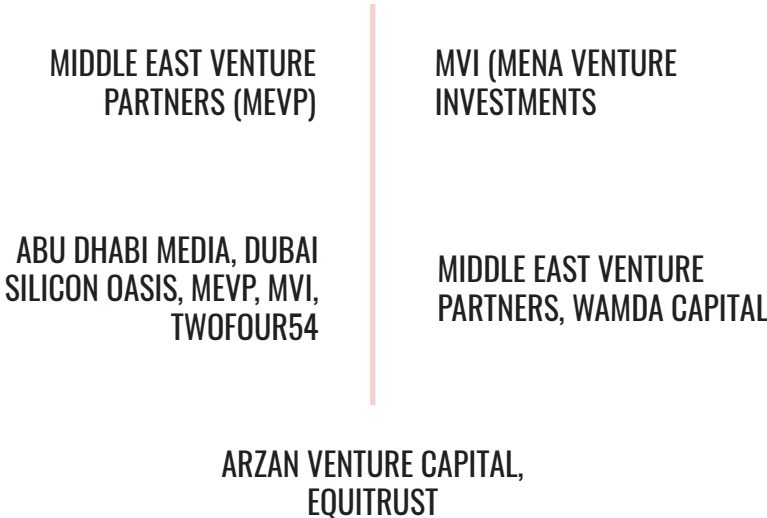 MIDDLE EAST VENTURE
PARTNERS (MEVP)
MVI (MENA VENTURE
INVESTMENTS
ABU DHABI MEDIA, DUBAI
SILICON OASIS, MEVP, MVI,
TWOFOUR54
MIDDLE EAST VENTURE
PARTNERS, WAMDA CAPITAL
ARZAN VENTURE CAPITAL,
EQUITRUST